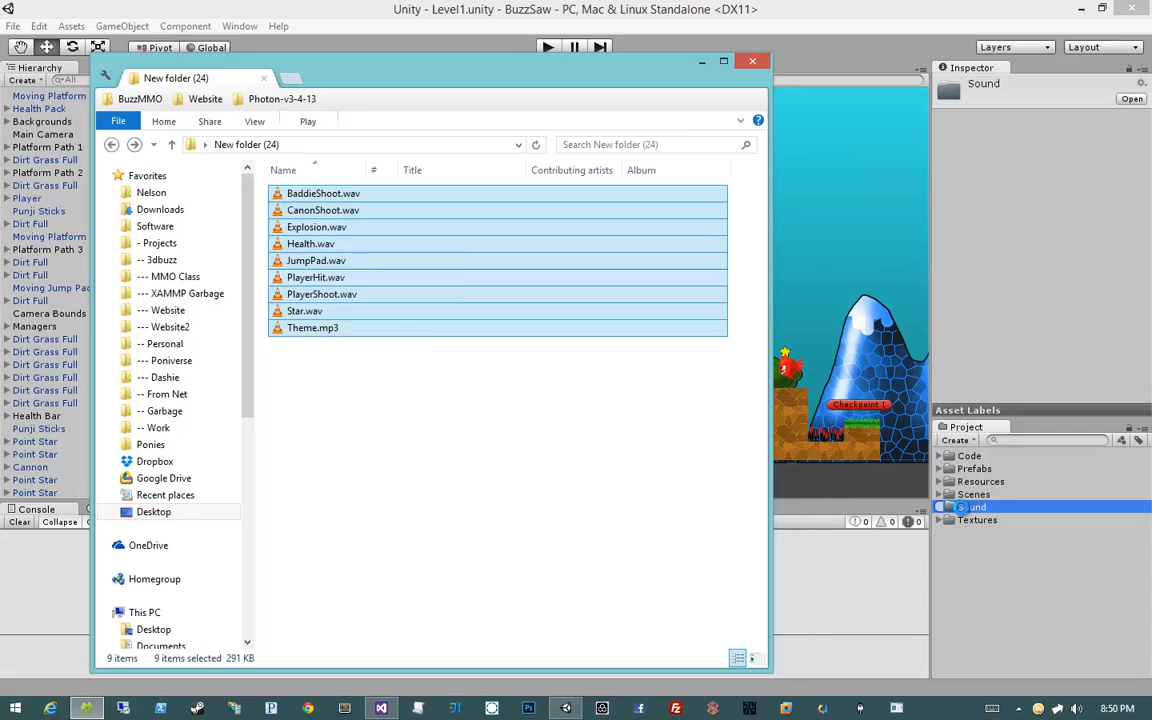 Unity - Level1.unity - BuzzSaw - PC, Mac & Linux Standalone <DX11>
File Edit Assets GameObject Component Window Help
Pivot Global Layers Layout
Hierarchy
Create All
Moving Platform
Health Pack
Backgrounds
Main Camera
Platform Path 1
Dirt Grass Full
Platform Path 2
Dirt Grass Full
Player
Punji Sticks
Dirt Full
Moving Platform
Platform Path 3
Dirt Full
Dirt Full
Moving Jump Pad
Dirt Full
Camera Bounds
Managers
Dirt Grass Full
Dirt Grass Full
Dirt Grass Full
Dirt Grass Full
Dirt Grass Full
Dirt Grass Full
Health Bar
Punji Sticks
Point Star
Point Star
Cannon
Point Star
Point Star
Console
Clear Collapse
New folder (24)
BuzzMMO Website Photon-v3-4-13
File Home Share View Play
New folder (24) Search New folder (24)
Favorites
Nelson
Downloads
Software
- Projects
-- 3dbuzz
--- MMO Class
--- XAMMP Garbage
--- Website
--- Website2
-- Personal
--- Poniverse
--- Dashie
-- From Net
-- Garbage
-- Work
Ponies
Dropbox
Google Drive
Recent places
Desktop
OneDrive
Homegroup
This PC
Desktop
Documents
Name # Title Contributing artists Album
BaddieShoot.wav
CanonShoot.wav
Explosion.wav
Health.wav
JumpPad.wav
PlayerHit.wav
PlayerShoot.wav
Star.wav
Theme.mp3
9 items 9 items selected 291 KB
Checkpoint 1
0 0 0
Inspector
Sound
Open
Asset Labels
Project
Create
Code
Prefabs
Resources
Scenes
Sound
Textures
8:50 PM